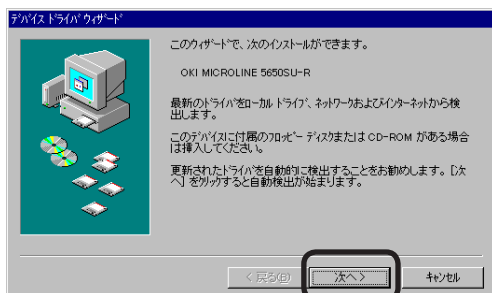 ﾃﾞﾊﾞｲｽ ﾄﾞﾗｲﾊﾞ ｳｨｻﾞｰﾄﾞ
このｳｨｻﾞｰﾄﾞで、次のｲﾝｽﾄｰﾙができます。
OKI MICROLINE 5650SU-R
最新のﾄﾞﾗｲﾊﾞをﾛｰｶﾙ ﾄﾞﾗｲﾌﾞ、ﾈｯﾄﾜｰｸおよびｲﾝﾀｰﾈｯﾄから検
出します。
このﾃﾞﾊﾞｲｽに付属のﾌﾛｯﾋﾟｰ ﾃﾞｨｽｸまたは CD-ROM がある場合
は挿入してください。
更新されたﾄﾞﾗｲﾊﾞを自動的に検出することをお勧めします。[次
へ] をｸﾘｯｸすると自動検出が始まります。
< 戻る(B)
次へ >
ｷｬﾝｾﾙ